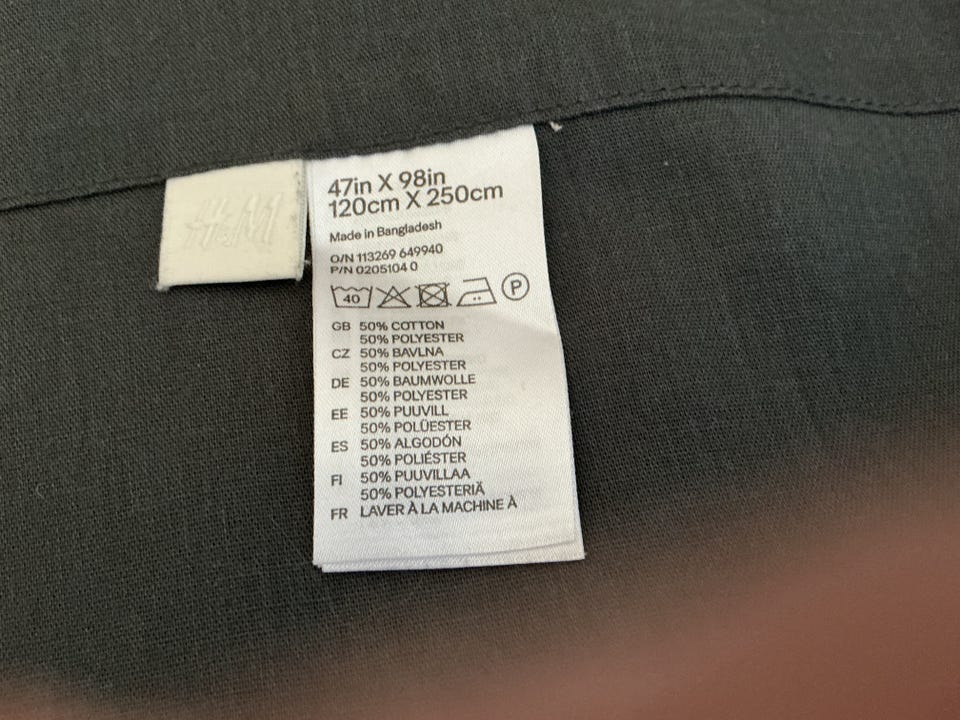 H&M
47in X 98in
120cm X 250cm
Made in Bangladesh
O/N 113269 649940
P/N 0205104 0
40 P
GB 50% COTTON
50% POLYESTER
CZ 50% BAVLNA
50% POLYESTER
DE 50% BAUMWOLLE
50% POLYESTER
EE 50% PUUVILL
50% POLÜESTER
ES 50% ALGODÓN
50% POLIÉSTER
FI 50% PUUVILLAA
50% POLYESTERIÄ
FR LAVER À LA MACHINE À